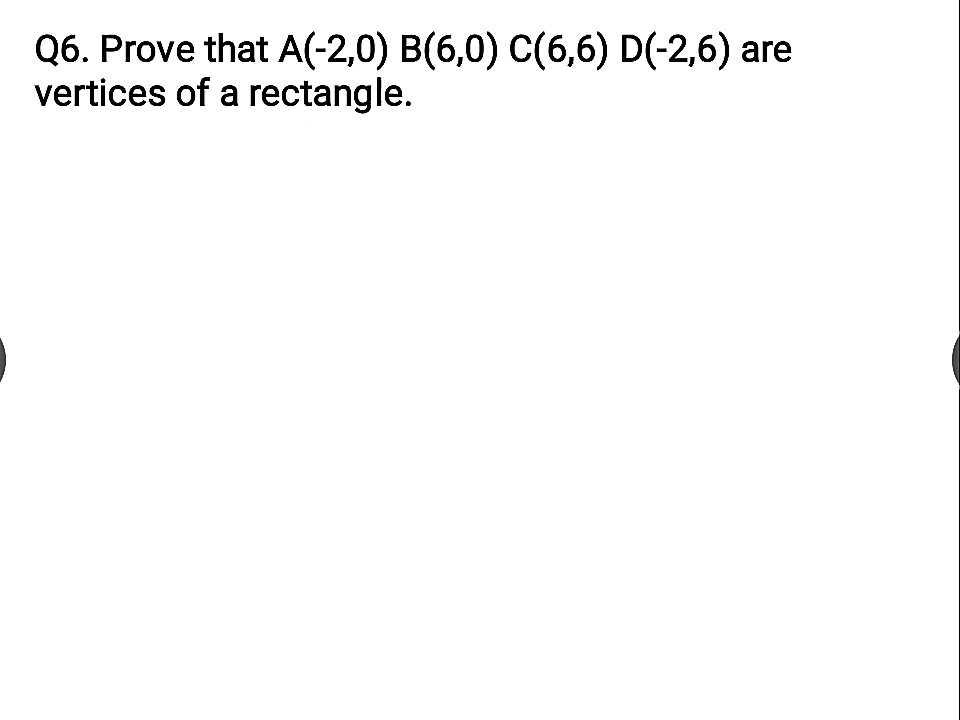 Q6. Prove that A(-2,0) B(6,0) C(6,6) D(-2,6) are
vertices of a rectangle.